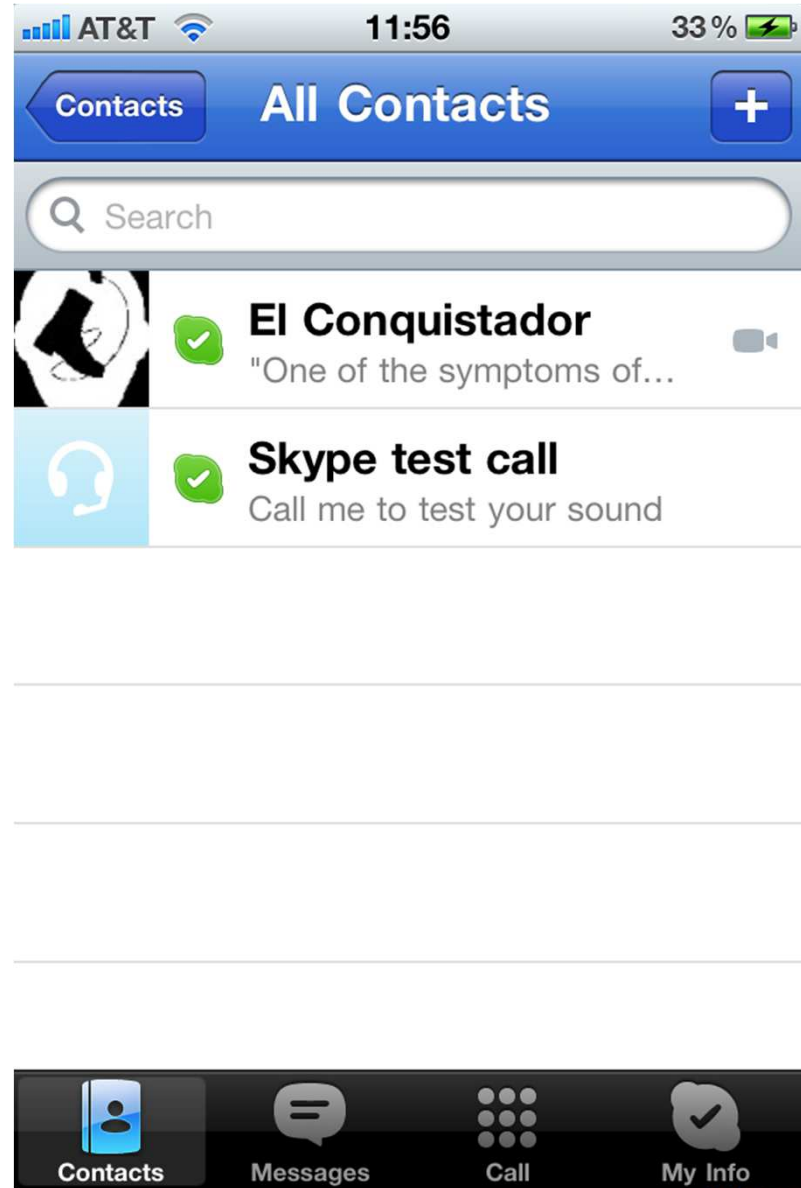 AT&T 11:56 33%
Contacts All Contacts +
Search
El Conquistador
"One of the symptoms of...
Skype test call
Call me to test your sound
Contacts Messages Call My Info